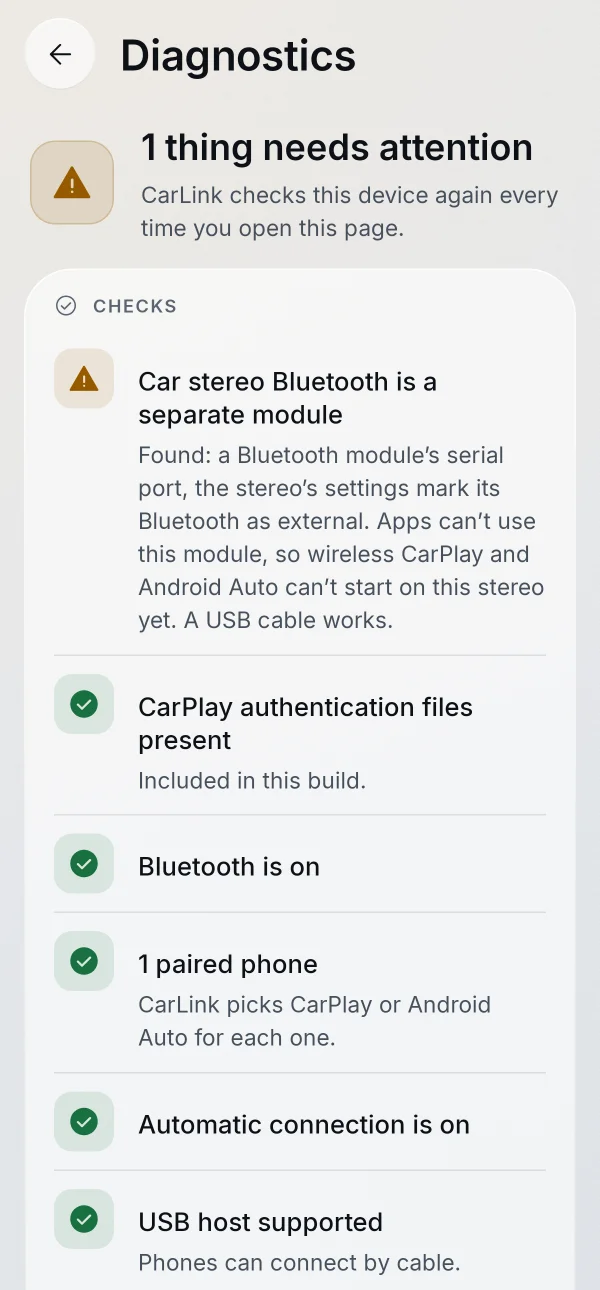 Diagnostics
1 thing needs attention
CarLink checks this device again every
time you open this page.
CHECKS
Car stereo Bluetooth is a
separate module
Found: a Bluetooth module’s serial
port, the stereo’s settings mark its
Bluetooth as external. Apps can’t use
this module, so wireless CarPlay and
Android Auto can’t start on this stereo
yet. A USB cable works.
CarPlay authentication files
present
Included in this build.
Bluetooth is on
1 paired phone
CarLink picks CarPlay or Android
Auto for each one.
Automatic connection is on
USB host supported
Phones can connect by cable.